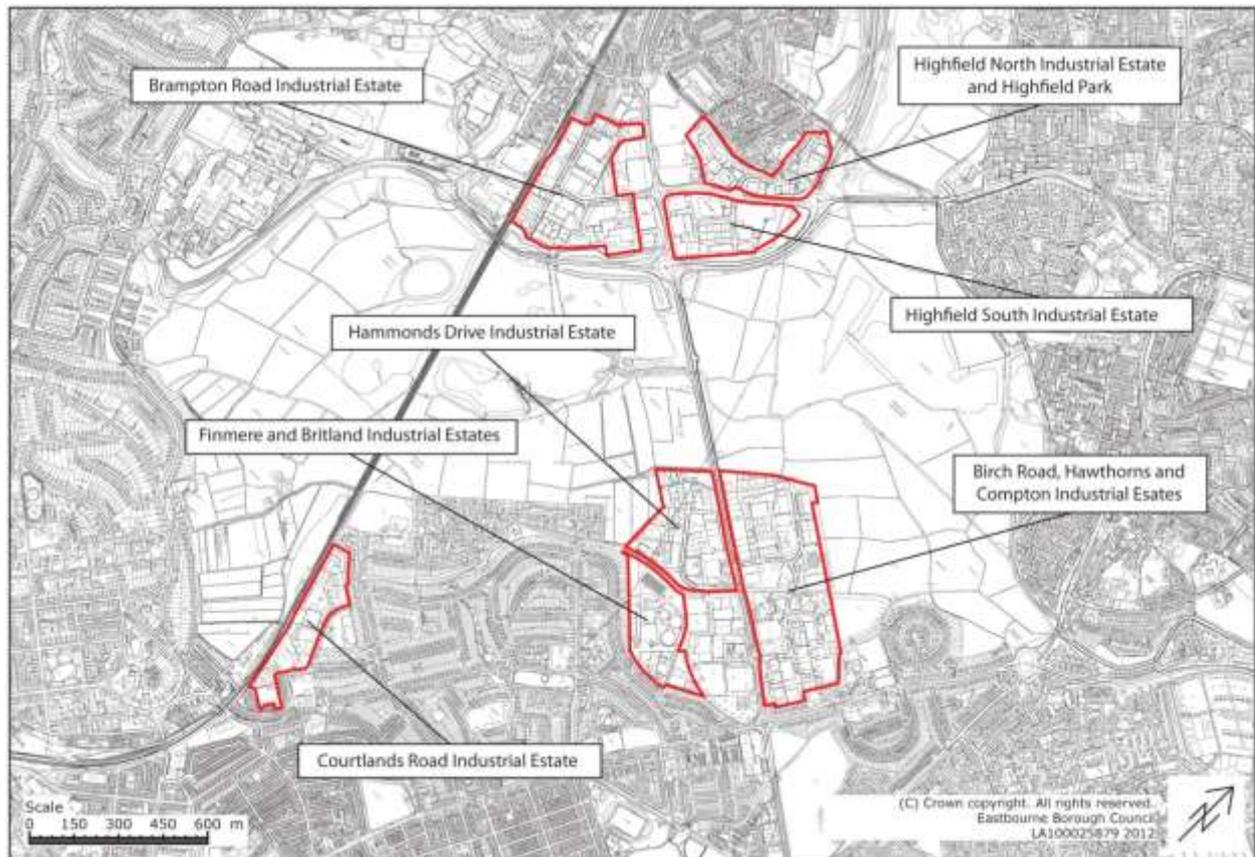 Brampton Road Industrial Estate
Highfield North Industrial Estate
and Highfield Park
Highfield South Industrial Estate
Hammonds Drive Industrial Estate
Finmere and Britland Industrial Estates
Birch Road, Hawthorns and
Compton Industrial Esates
Courtlands Road Industrial Estate
Scale
0 150 300 450 600 m
(C) Crown copyright. All rights reserved.
Eastbourne Borough Council
LA100025879 2012